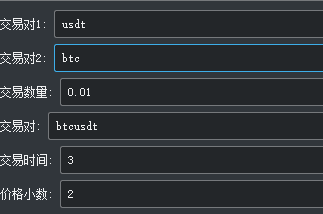 交易对1: usdt
交易对2: btc
交易数量: 0.01
交易对: btcusdt
交易时间: 3
价格小数: 2